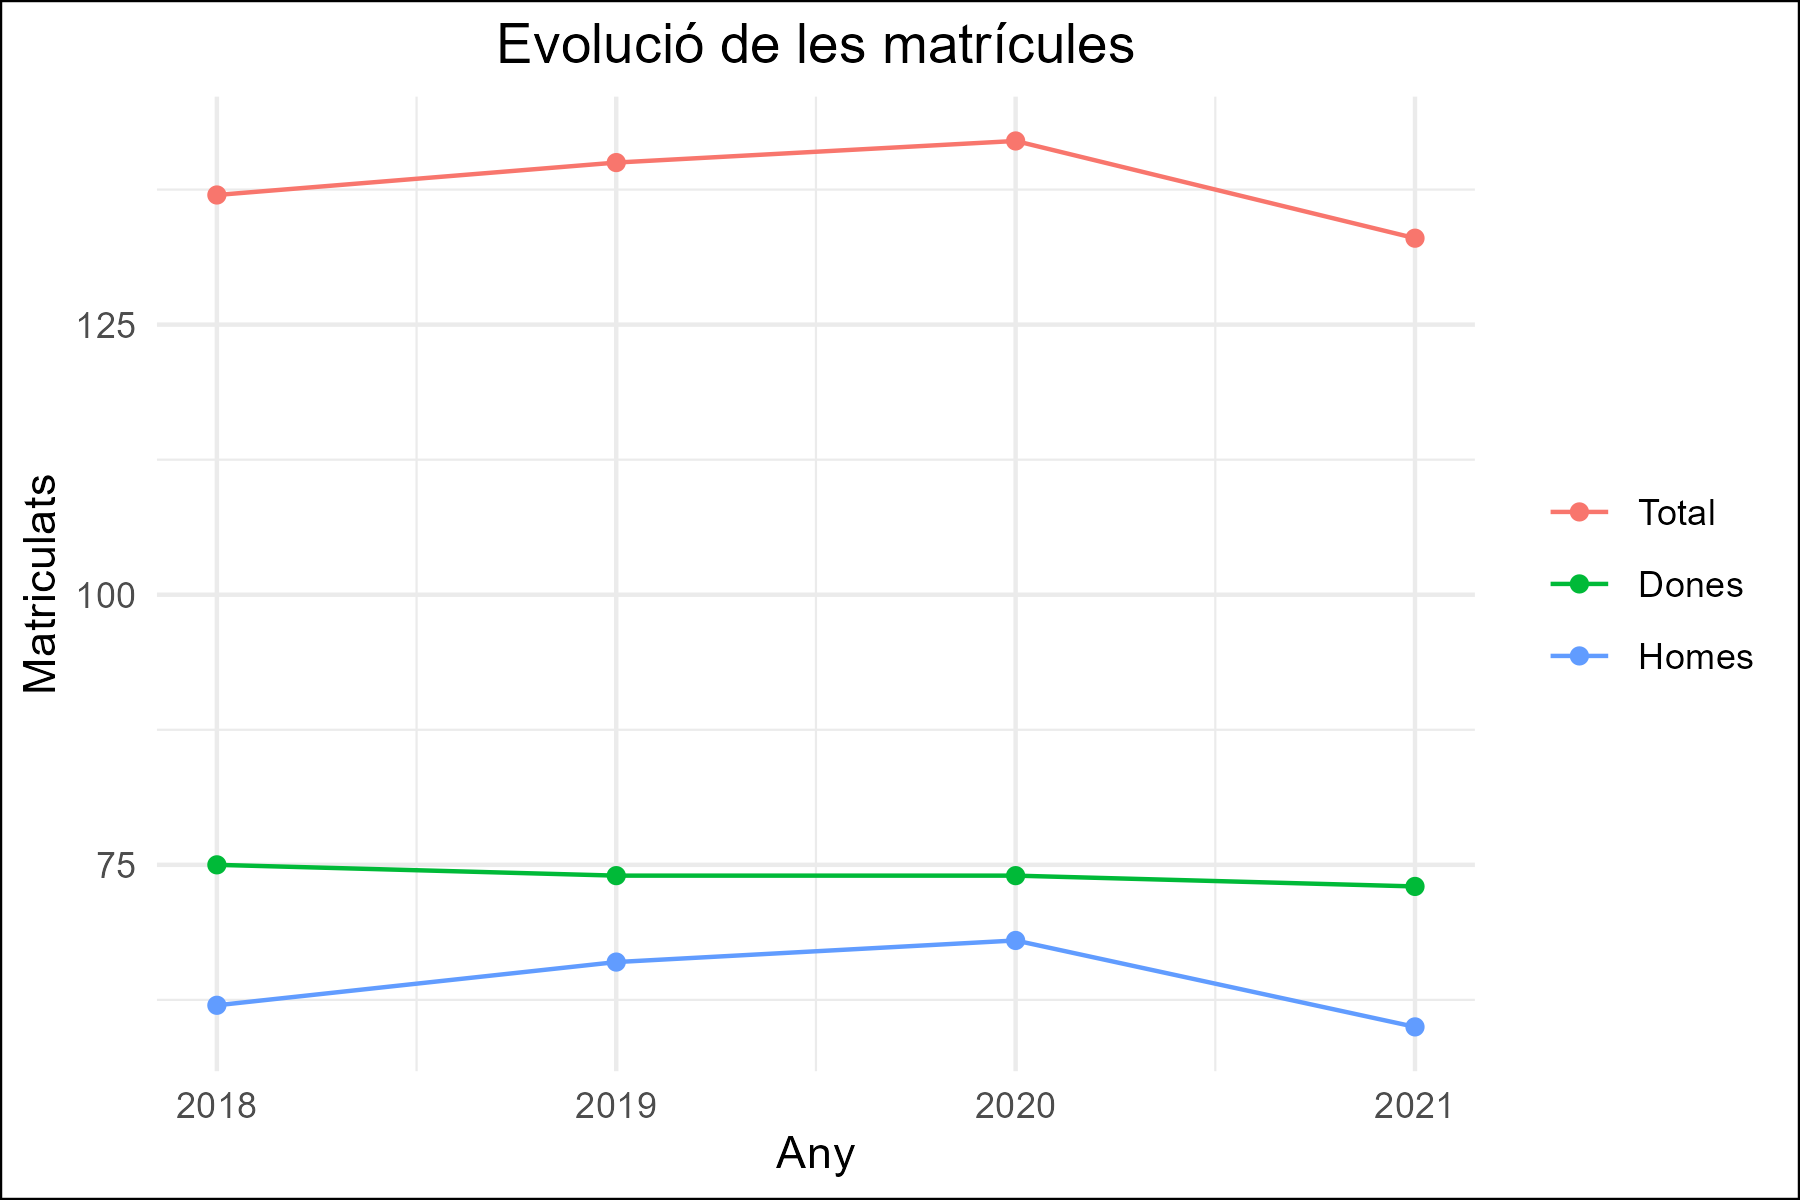 Evolució de les matrícules
Matriculats
125
100
75
2018 2019 2020 2021
Any
Total
Dones
Homes